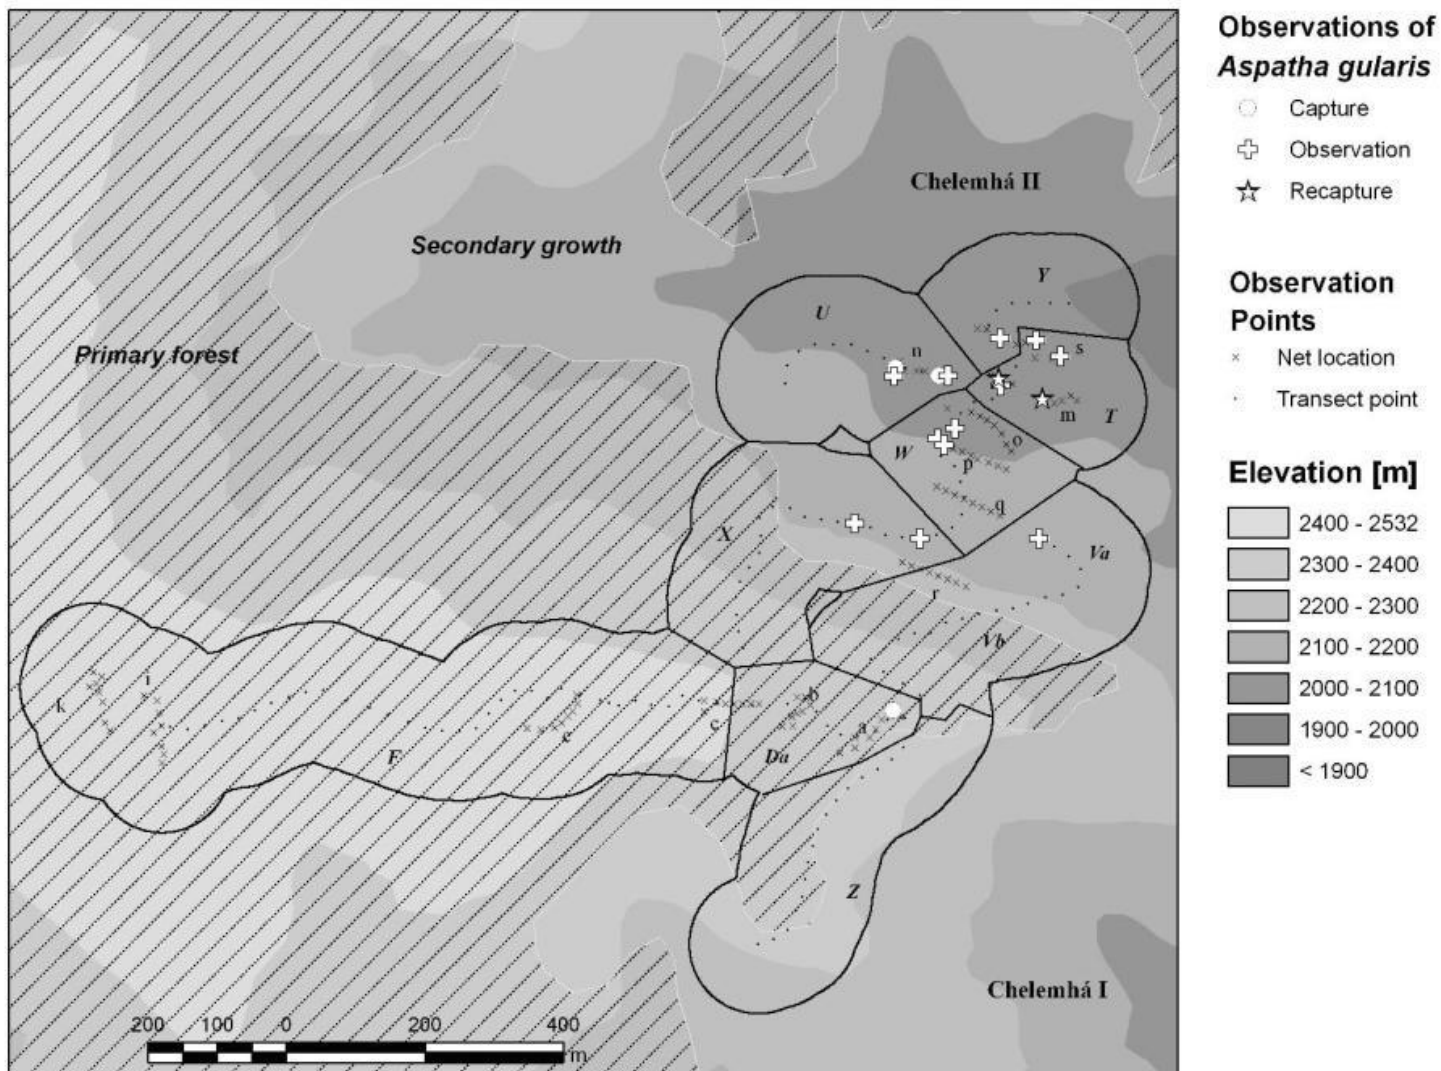 Observations of
Aspatha gularis
Capture
Observation
Recapture
Observation
Points
Net location
Transect point
Elevation [m]
2400 - 2532
2300 - 2400
2200 - 2300
2100 - 2200
2000 - 2100
1900 - 2000
< 1900
Chelemhá II
Secondary growth
Primary forest
Y
U
n
s
m
T
o
W
p
q
X
Va
r
Vb
i
k
b
c
a
e
F
Da
Z
Chelemhá I
200 100 0 200 400
m